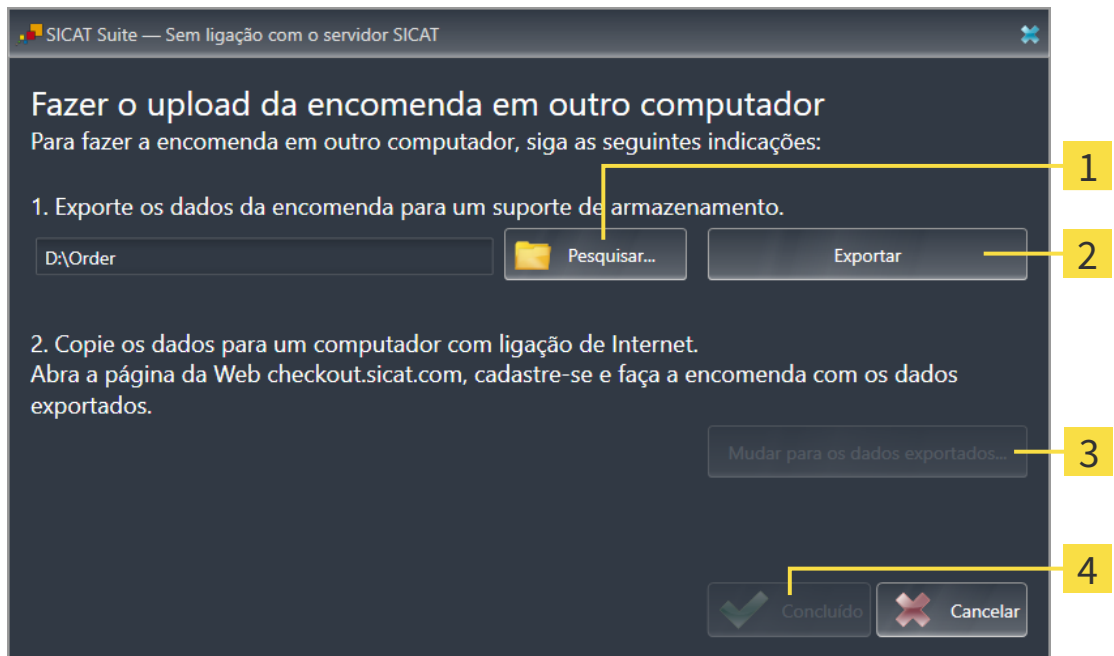 SICAT Suite — Sem ligação com o servidor SICAT
Fazer o upload da encomenda em outro computador
Para fazer a encomenda em outro computador, siga as seguintes indicações:
1
1. Exporte os dados da encomenda para um suporte de armazenamento.
D:\Order
Pesquisar...
Exportar
2
2. Copie os dados para um computador com ligação de Internet.
Abra a página da Web checkout.sicat.com, cadastre-se e faça a encomenda com os dados
exportados.
Mudar para os dados exportados...
3
4
Concluído
Cancelar